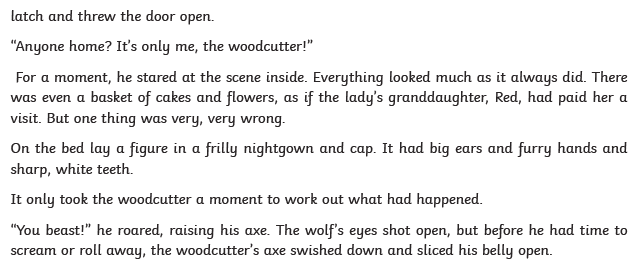 latch and threw the door open.
“Anyone home? It’s only me, the woodcutter!”
For a moment, he stared at the scene inside. Everything looked much as it always did. There
was even a basket of cakes and flowers, as if the lady’s granddaughter, Red, had paid her a
visit. But one thing was very, very wrong.
On the bed lay a figure in a frilly nightgown and cap. It had big ears and furry hands and
sharp, white teeth.
It only took the woodcutter a moment to work out what had happened.
“You beast!” he roared, raising his axe. The wolf’s eyes shot open, but before he had time to
scream or roll away, the woodcutter’s axe swished down and sliced his belly open.